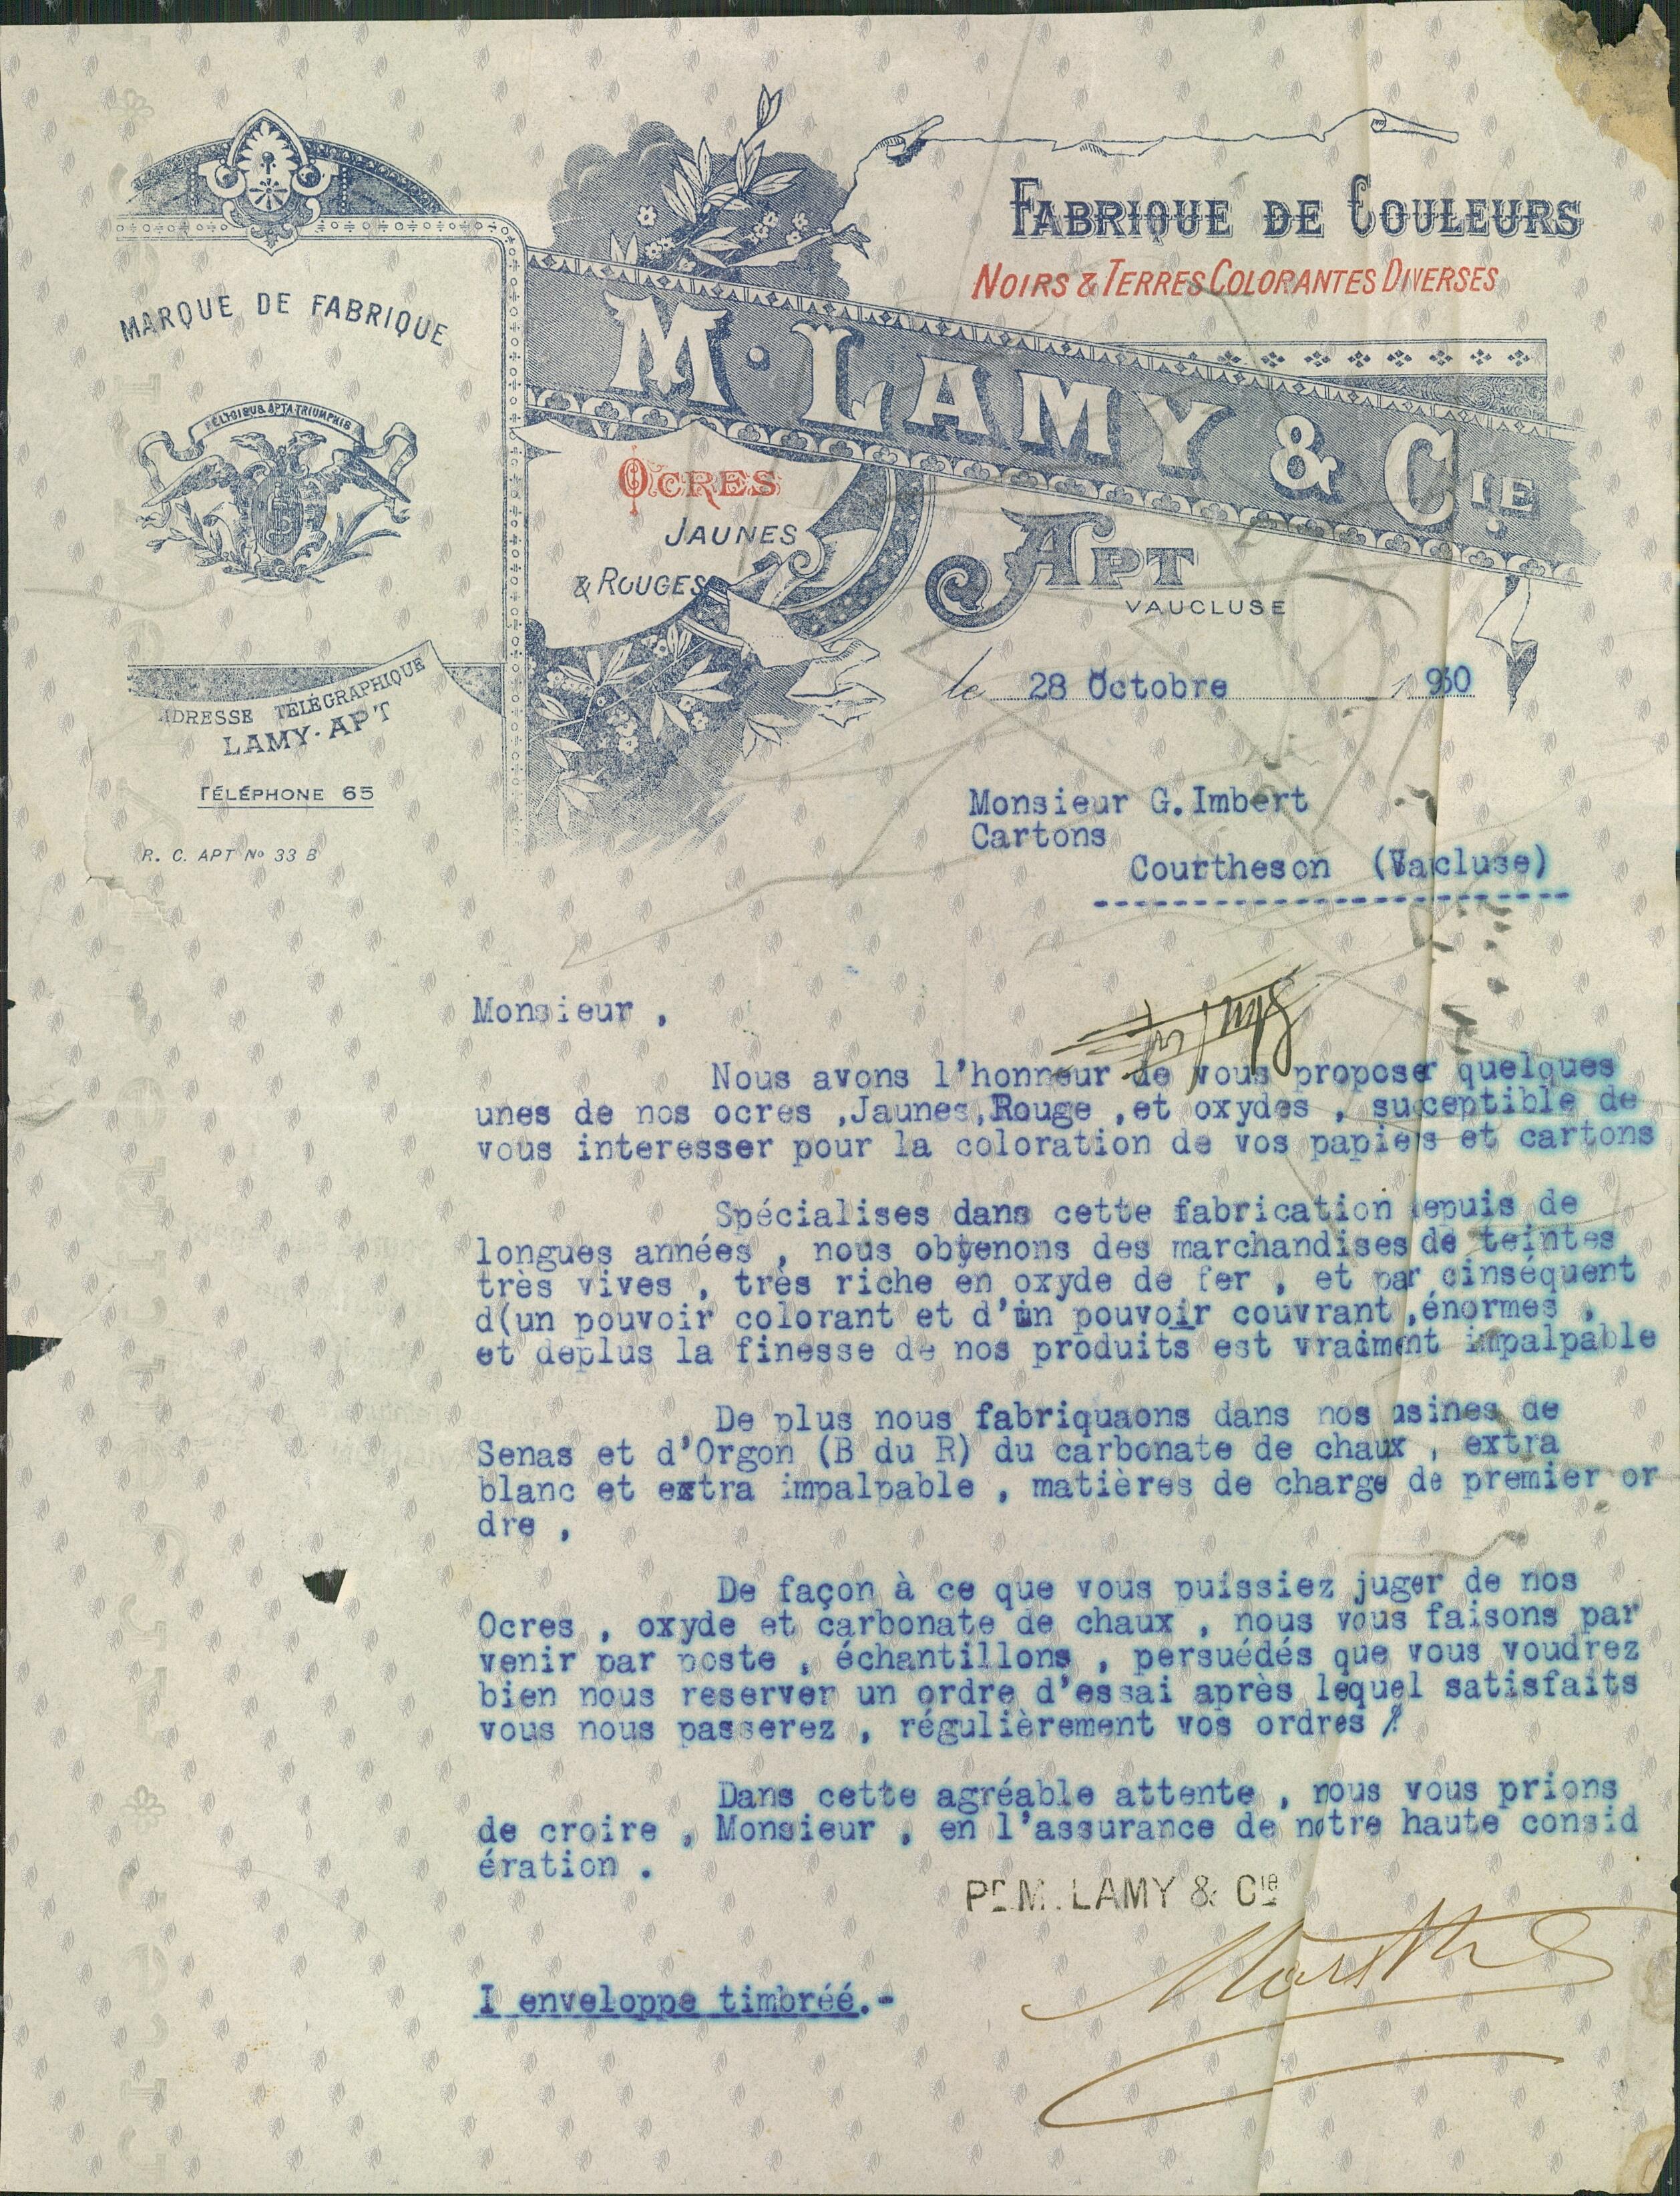 FABRIQUE DE COULEURS
NOIRS & TERRES COLORANTES DIVERSES
MARQUE DE FABRIQUE
M. LAMY & CIE
APTA TRIUMPHIS
OCRES
JAUNES
& ROUGES
APT
VAUCLUSE
ADRESSE TÉLÉGRAPHIQUE
LAMY-APT
TÉLÉPHONE 65
R. C. APT No 33 B
le 28 Octobre 1930
Monsieur G.Imbert
Cartons
Courtheson (Vacluse)
Monsieur ,
Nous avons l'honneur de vous proposer quelques
unes de nos ocres ,Jaunes,Rouge ,et oxydes , susceptible de
vous interesser pour la coloration de vos papiers et cartons
Spécialises dans cette fabrication depuis de
longues années , nous obtenons des marchandises de teintes
très vives , très riche en oxyde de fer , et par cinséquent
d(un pouvoir colorant et d'un pouvoir couvrant ,énormes ,
et deplus la finesse de nos produits est vraiment impalpable
De plus nous fabriquaons dans nos usines de
Senas et d'Orgon (B du R) du carbonate de chaux , extra
blanc et extra impalpable , matières de charge de premier or
dre ,
De façon à ce que vous puissiez juger de nos
Ocres , oxyde et carbonate de chaux , nous vous faisons par
venir par poste , échantillons , persuédés que vous voudrez
bien nous reserver un ordre d'essai après lequel satisfaits
vous nous passerez , régulièrement vos ordres
Dans cette agréable attente , nous vous prions
de croire , Monsieur , en l'assurance de notre haute consid
ération .
Pr M. LAMY & Cie
I enveloppe timbréé.-